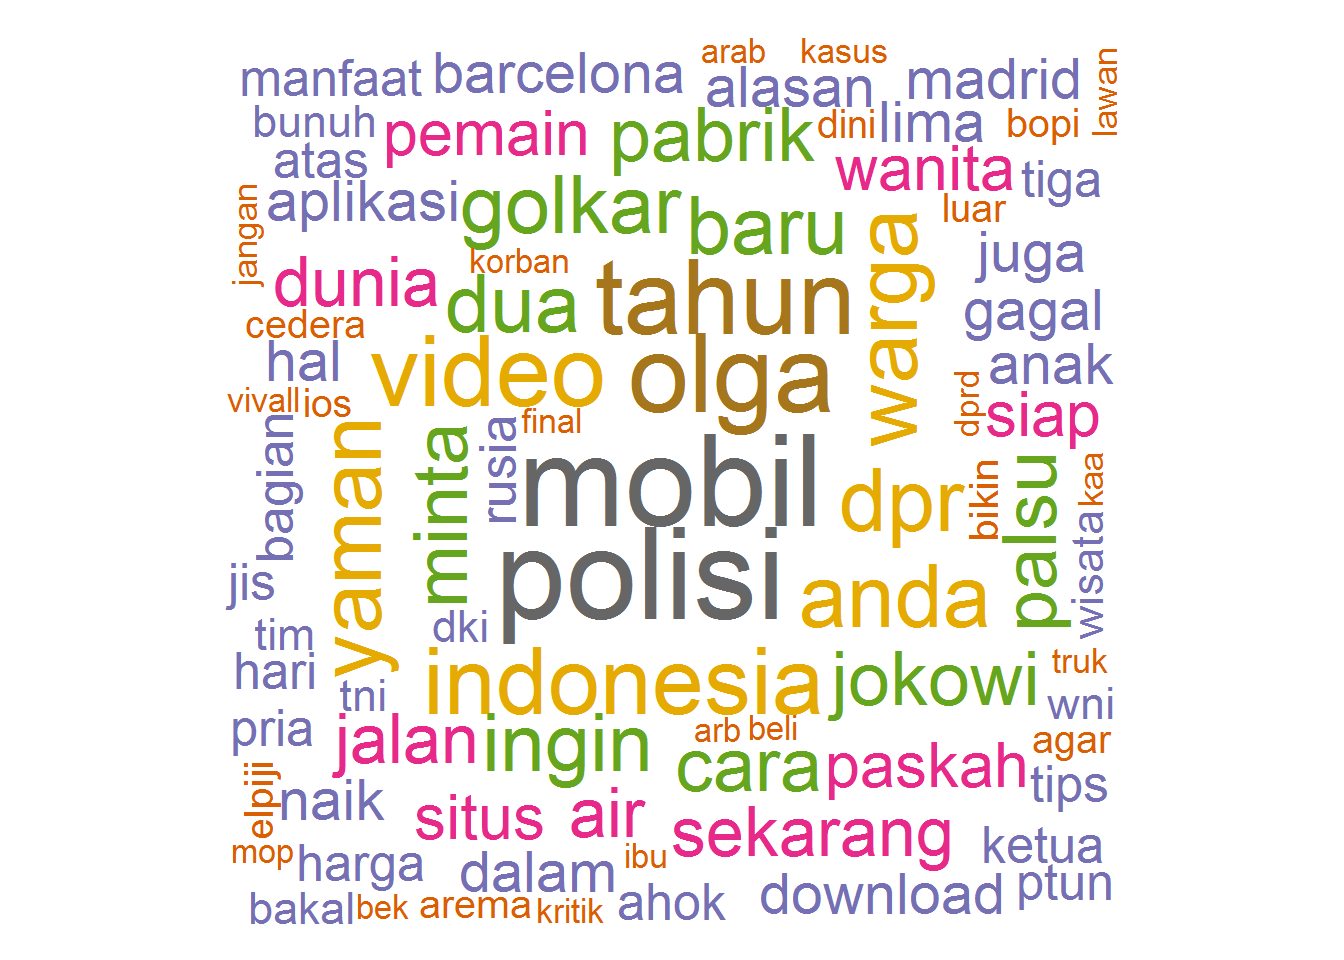 arab kasus
manfaat barcelona alasan madrid lawan
bunuh pemain pabrik dini lima bopi
atas wanita tiga
aplikasi golkar baru luar
jangan korban warga juga
dunia dua tahun gagal
cedera
hal video olga anak
vivall ios final dprd siap
bagian yaman minta rusia mobil dpr bikin palsu kaa
jis polisi anda wisata
tim dki
hari tni indonesia jokowi truk
wni
pria jalan ingin arb beli agar
elpiji naik cara paskah tips
situs air sekarang
mop harga dalam ibu ketua
bakal bek arema kritik ahok download ptun